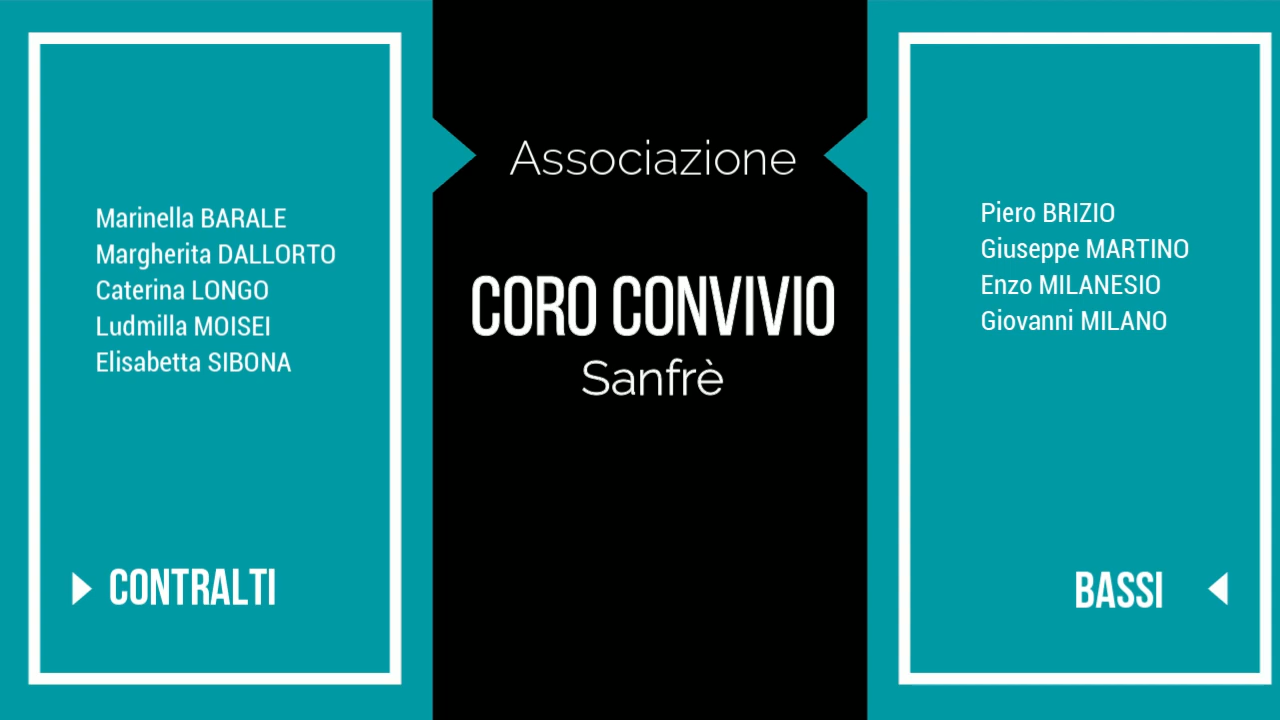 Marinella BARALE
Margherita DALLORTO
Caterina LONGO
Ludmilla MOISEI
Elisabetta SIBONA
CONTRALTI
Associazione
CORO CONVIVIO
Sanfrè
Piero BRIZIO
Giuseppe MARTINO
Enzo MILANESIO
Giovanni MILANO
BASSI